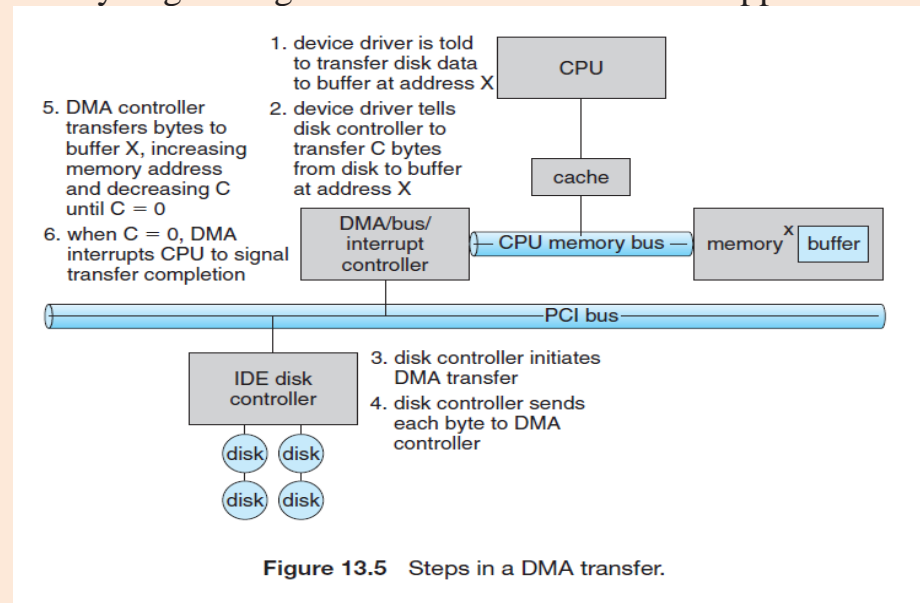 1. device driver is told
to transfer disk data
to buffer at address X
2. device driver tells
disk controller to
transfer C bytes
from disk to buffer
at address X
CPU
5. DMA controller
transfers bytes to
buffer X, increasing
memory address
and decreasing C
until C = 0
6. when C = 0, DMA
interrupts CPU to signal
transfer completion
cache
DMA/bus/
interrupt
controller
CPU memory bus
memory
X
buffer
PCI bus
IDE disk
controller
3. disk controller initiates
DMA transfer
4. disk controller sends
each byte to DMA
controller
disk
disk
disk
disk
Figure 13.5 Steps in a DMA transfer.